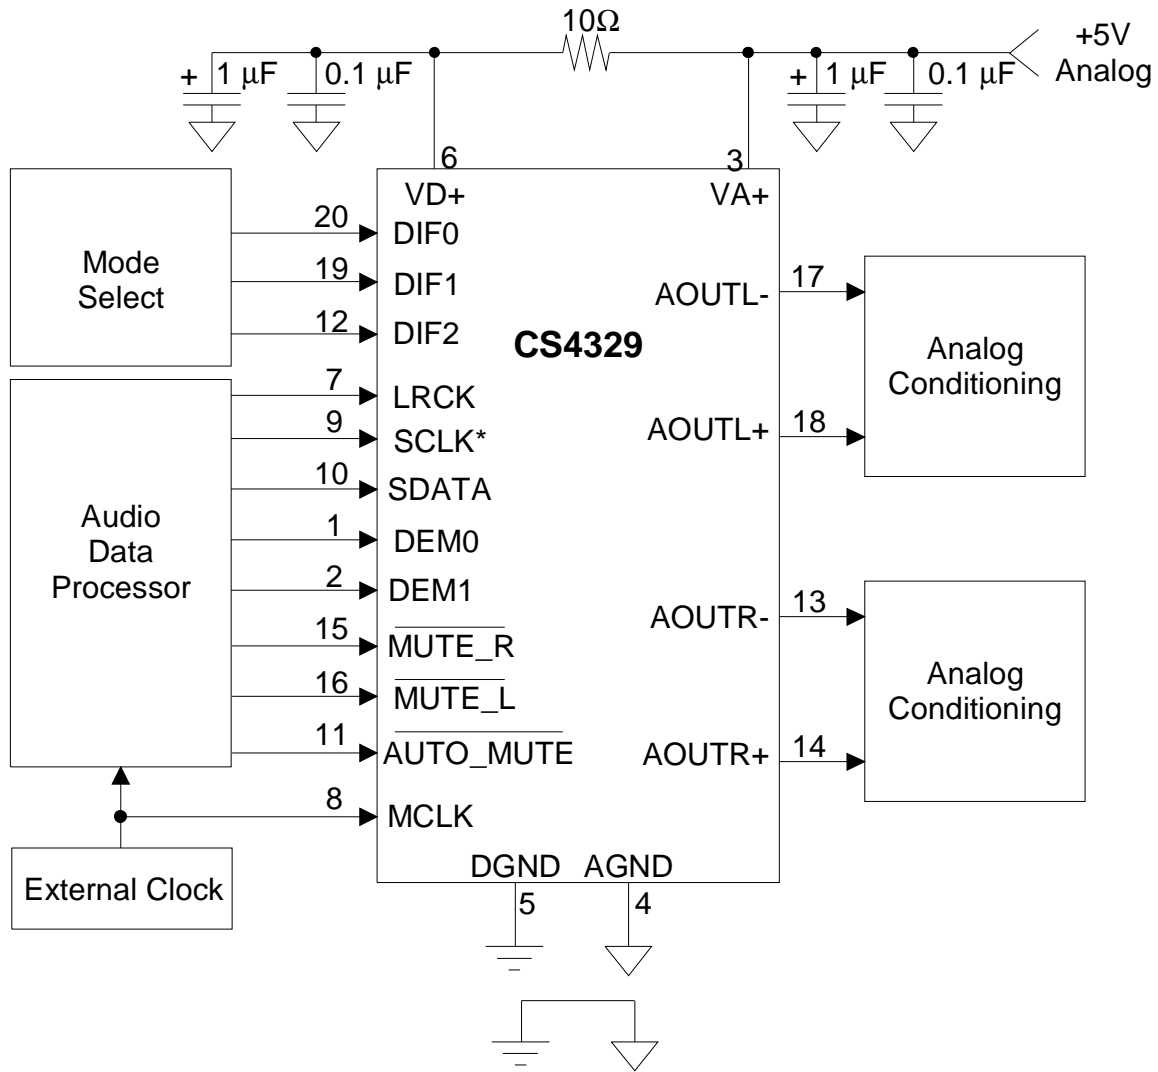 10Ω
+5V
Analog
+ 1 µF
0.1 µF
+ 1 µF
0.1 µF
6
3
VD+
VA+
Mode
Select
20
DIF0
19
DIF1
12
DIF2
CS4329
AOUTL-
17
AOUTL+
18
Analog
Conditioning
Audio
Data
Processor
7
LRCK
9
SCLK*
10
SDATA
1
DEM0
2
DEM1
15
MUTE_R
16
MUTE_L
11
AUTO_MUTE
8
MCLK
AOUTR-
13
AOUTR+
14
Analog
Conditioning
External Clock
DGND
AGND
5
4